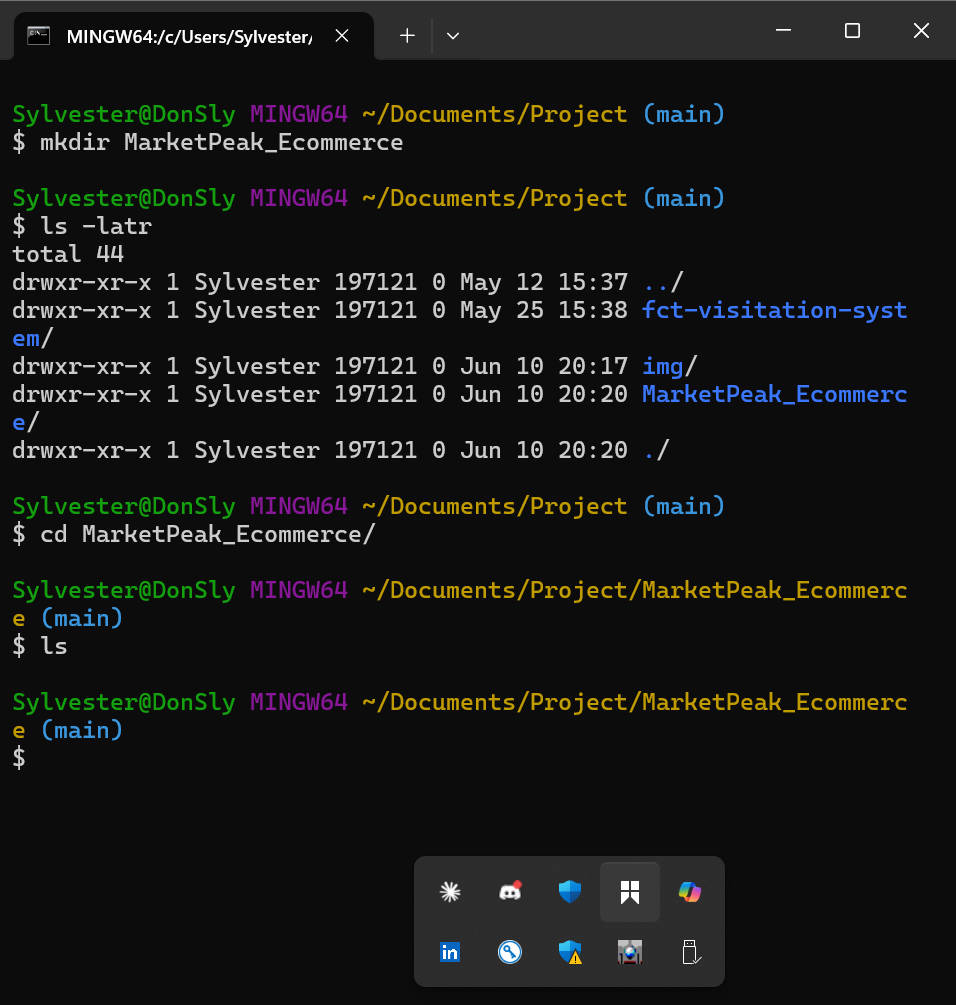 MINGW64:/c/Users/Sylvester/
Sylvester@DonSly MINGW64 ~/Documents/Project (main)
$ mkdir MarketPeak_Ecommerce
Sylvester@DonSly MINGW64 ~/Documents/Project (main)
$ ls -latr
total 44
drwxr-xr-x 1 Sylvester 197121 0 May 12 15:37 ../
drwxr-xr-x 1 Sylvester 197121 0 May 25 15:38 fct-visitation-syst
em/
drwxr-xr-x 1 Sylvester 197121 0 Jun 10 20:17 img/
drwxr-xr-x 1 Sylvester 197121 0 Jun 10 20:20 MarketPeak_Ecommerc
e/
drwxr-xr-x 1 Sylvester 197121 0 Jun 10 20:20 ./
Sylvester@DonSly MINGW64 ~/Documents/Project (main)
$ cd MarketPeak_Ecommerce/
Sylvester@DonSly MINGW64 ~/Documents/Project/MarketPeak_Ecommerc
e (main)
$ ls
Sylvester@DonSly MINGW64 ~/Documents/Project/MarketPeak_Ecommerc
e (main)
$
in